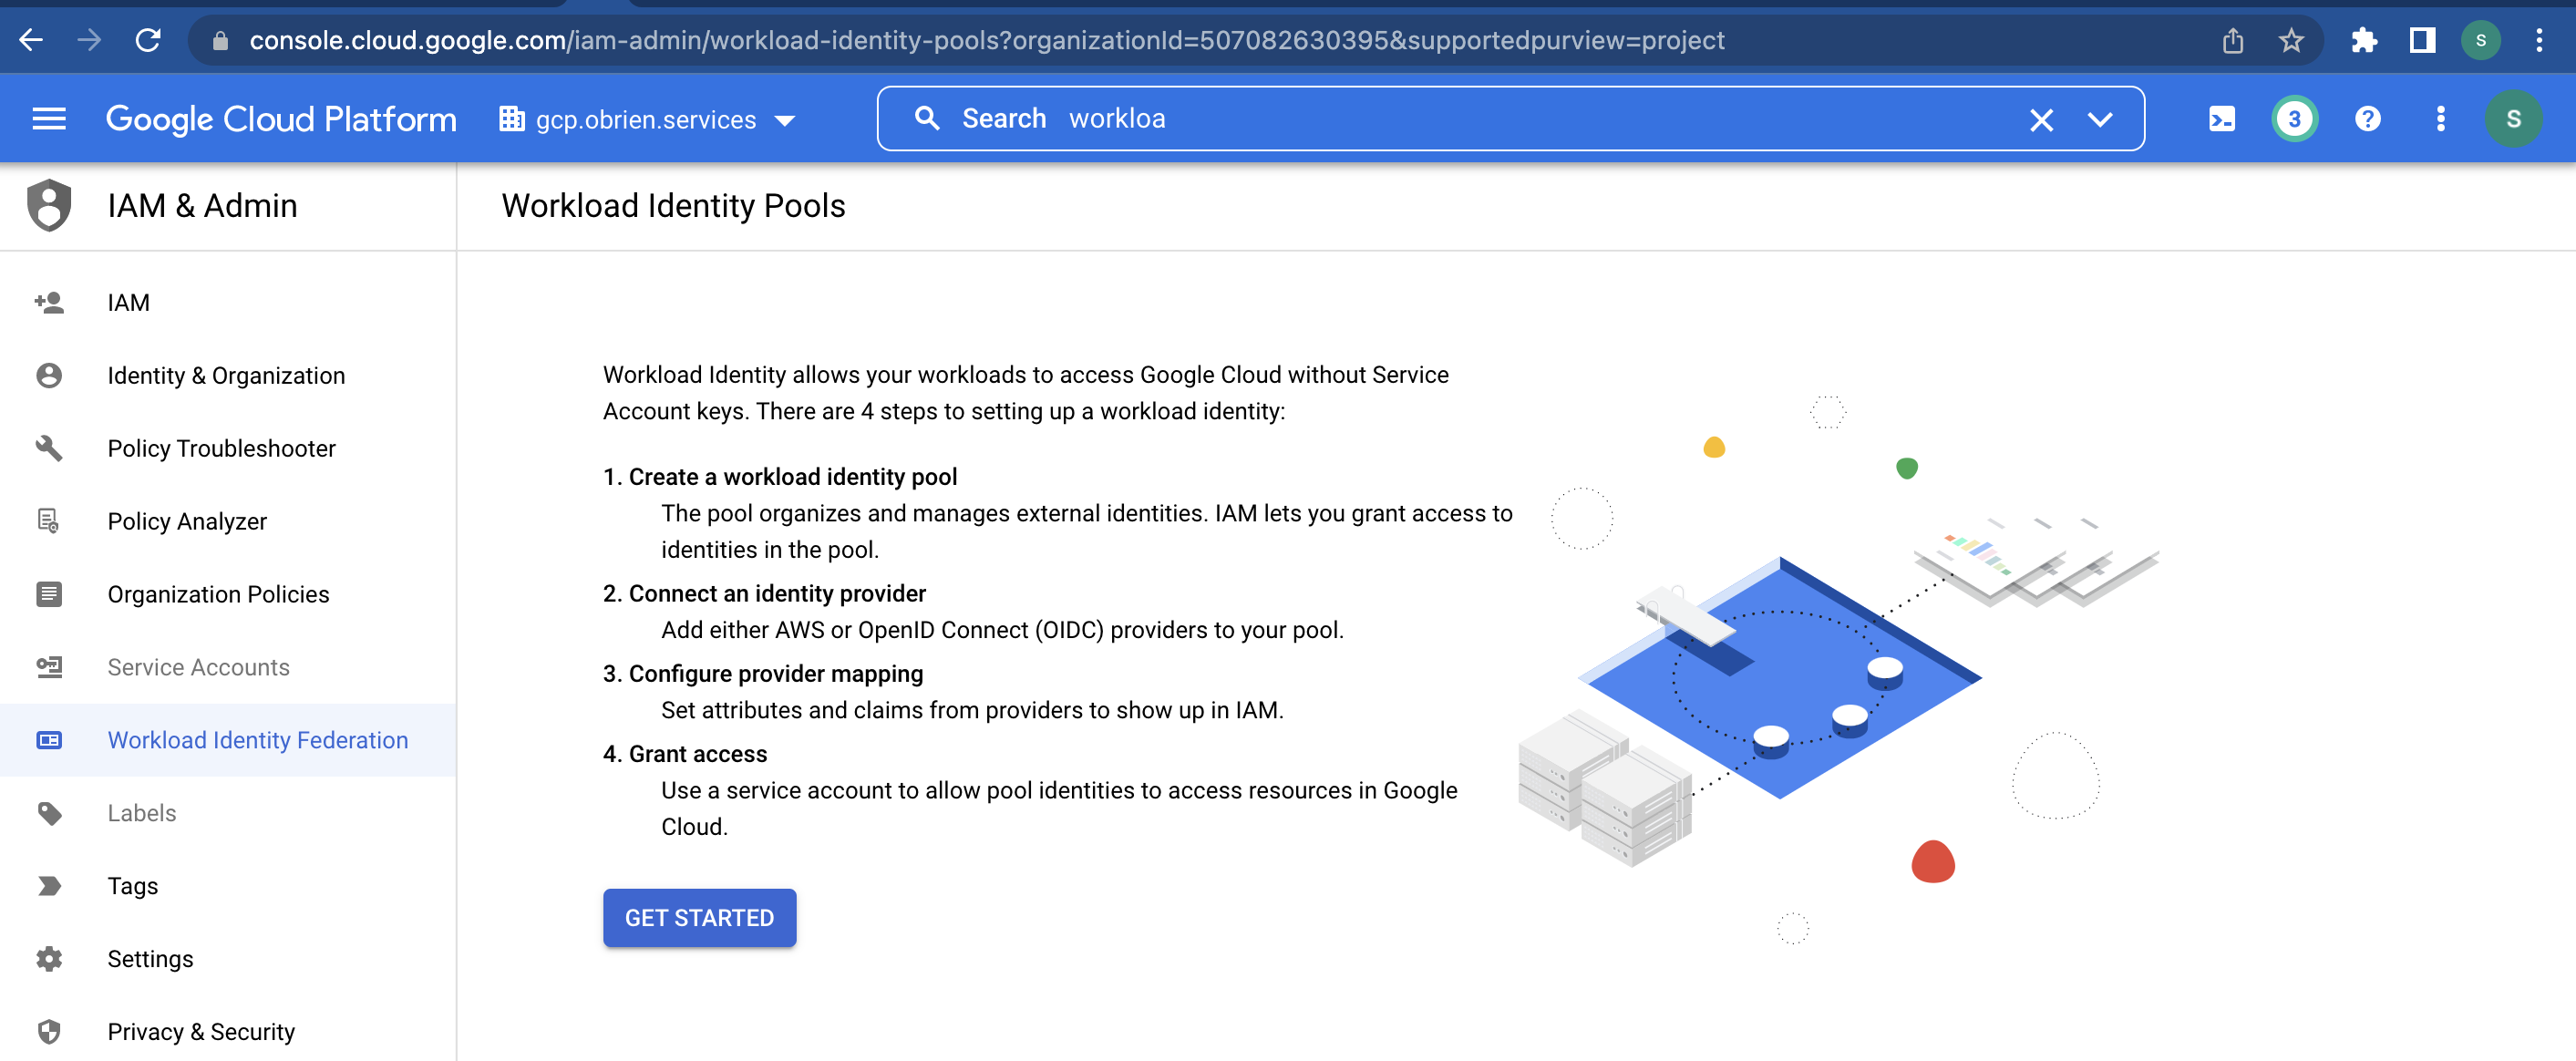 console.cloud.google.com/iam-admin/workload-identity-pools?organizationId=507082630395&supportedpurview=project
S
Google Cloud Platform
gcp.obrien.services
Search workloa
3
?
S
IAM & Admin
Workload Identity Pools
IAM
Identity & Organization
Policy Troubleshooter
Policy Analyzer
Organization Policies
Service Accounts
Workload Identity Federation
Labels
Tags
Settings
Privacy & Security
Workload Identity allows your workloads to access Google Cloud without Service
Account keys. There are 4 steps to setting up a workload identity:
1. Create a workload identity pool
The pool organizes and manages external identities. IAM lets you grant access to
identities in the pool.
2. Connect an identity provider
Add either AWS or OpenID Connect (OIDC) providers to your pool.
3. Configure provider mapping
Set attributes and claims from providers to show up in IAM.
4. Grant access
Use a service account to allow pool identities to access resources in Google
Cloud.
GET STARTED